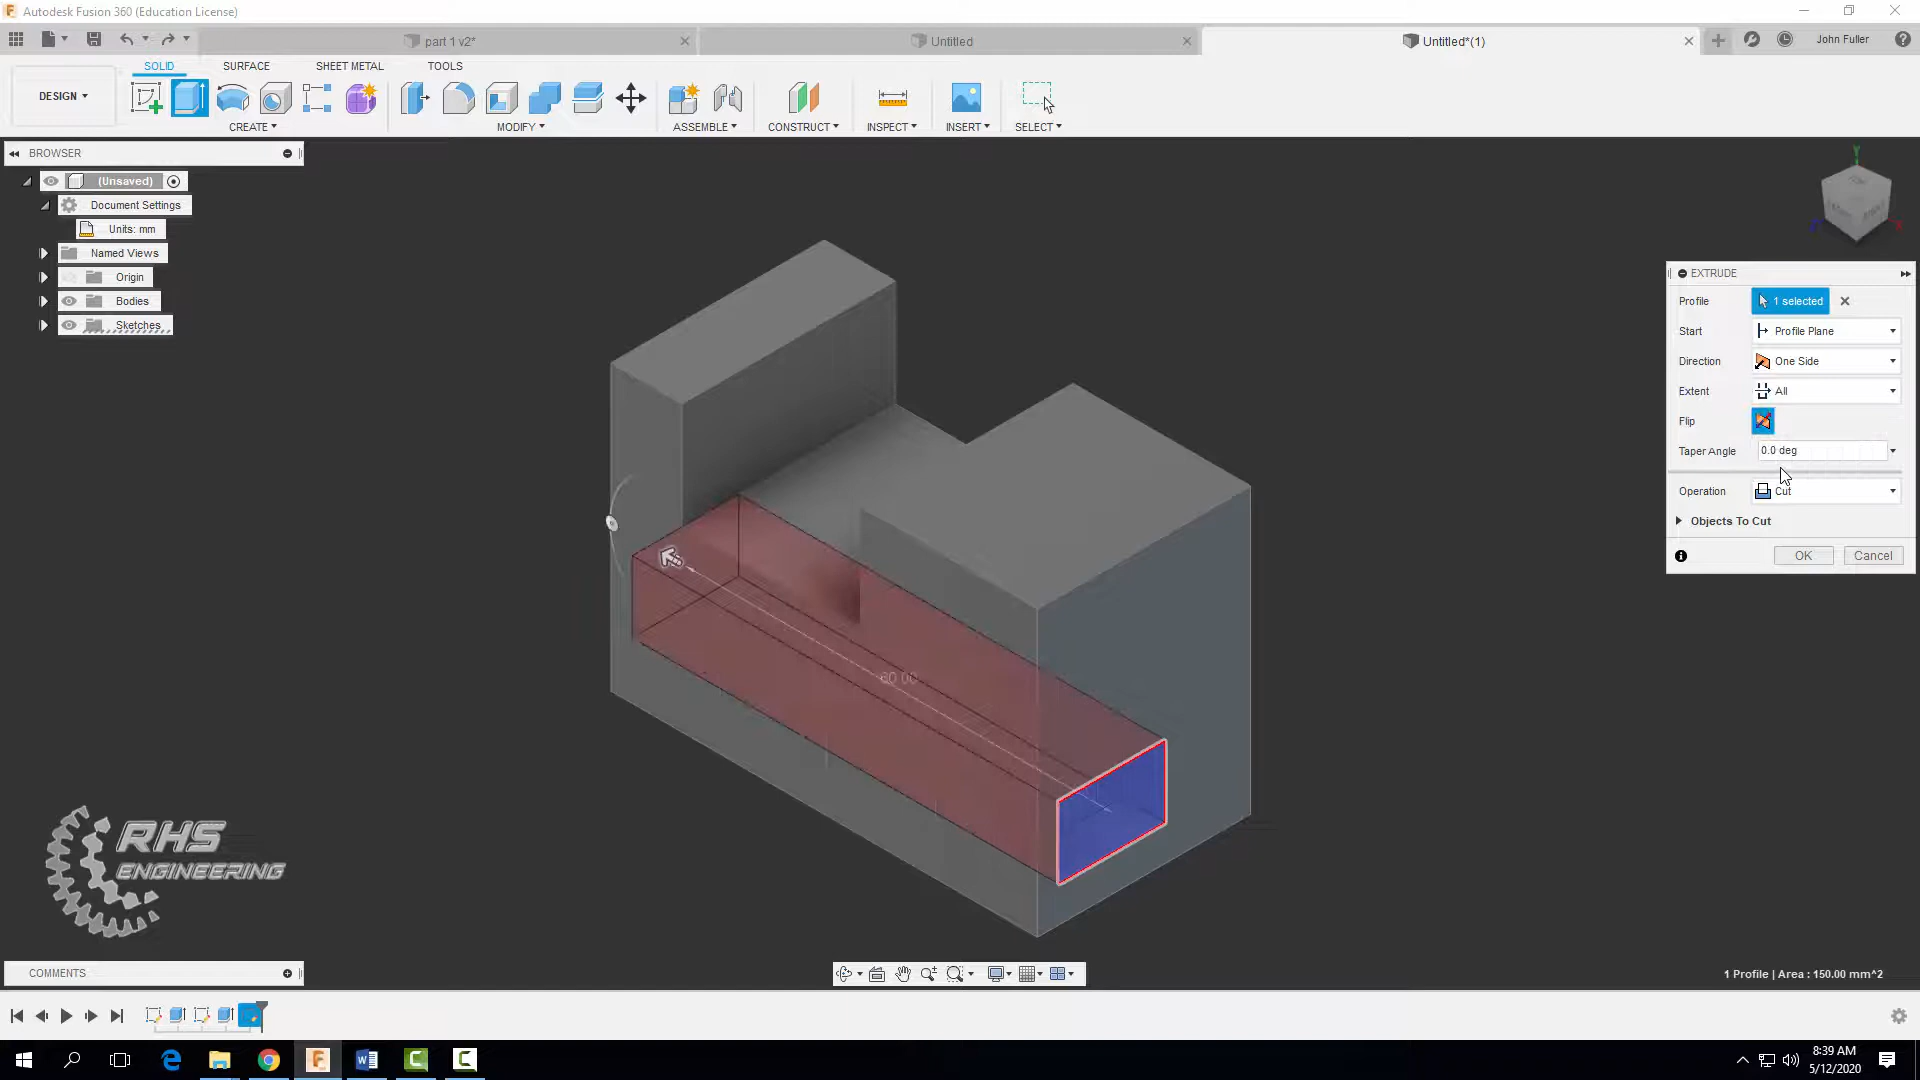 Autodesk Fusion 360 (Education License)
part 1 v2*
Untitled
Untitled*(1)
John Fuller
SOLID
SURFACE
SHEET METAL
TOOLS
DESIGN
CREATE
MODIFY
ASSEMBLE
CONSTRUCT
INSPECT
INSERT
SELECT
BROWSER
(Unsaved)
Document Settings
Units: mm
Named Views
Origin
Bodies
Sketches
Y
X
Z
EXTRUDE
Profile
1 selected
Start
Profile Plane
Direction
One Side
Extent
All
Flip
Taper Angle
0.0 deg
Operation
Cut
Objects To Cut
OK
Cancel
60.00
RHS
ENGINEERING
COMMENTS
1 Profile | Area : 150.00 mm^2
8:39 AM
5/12/2020